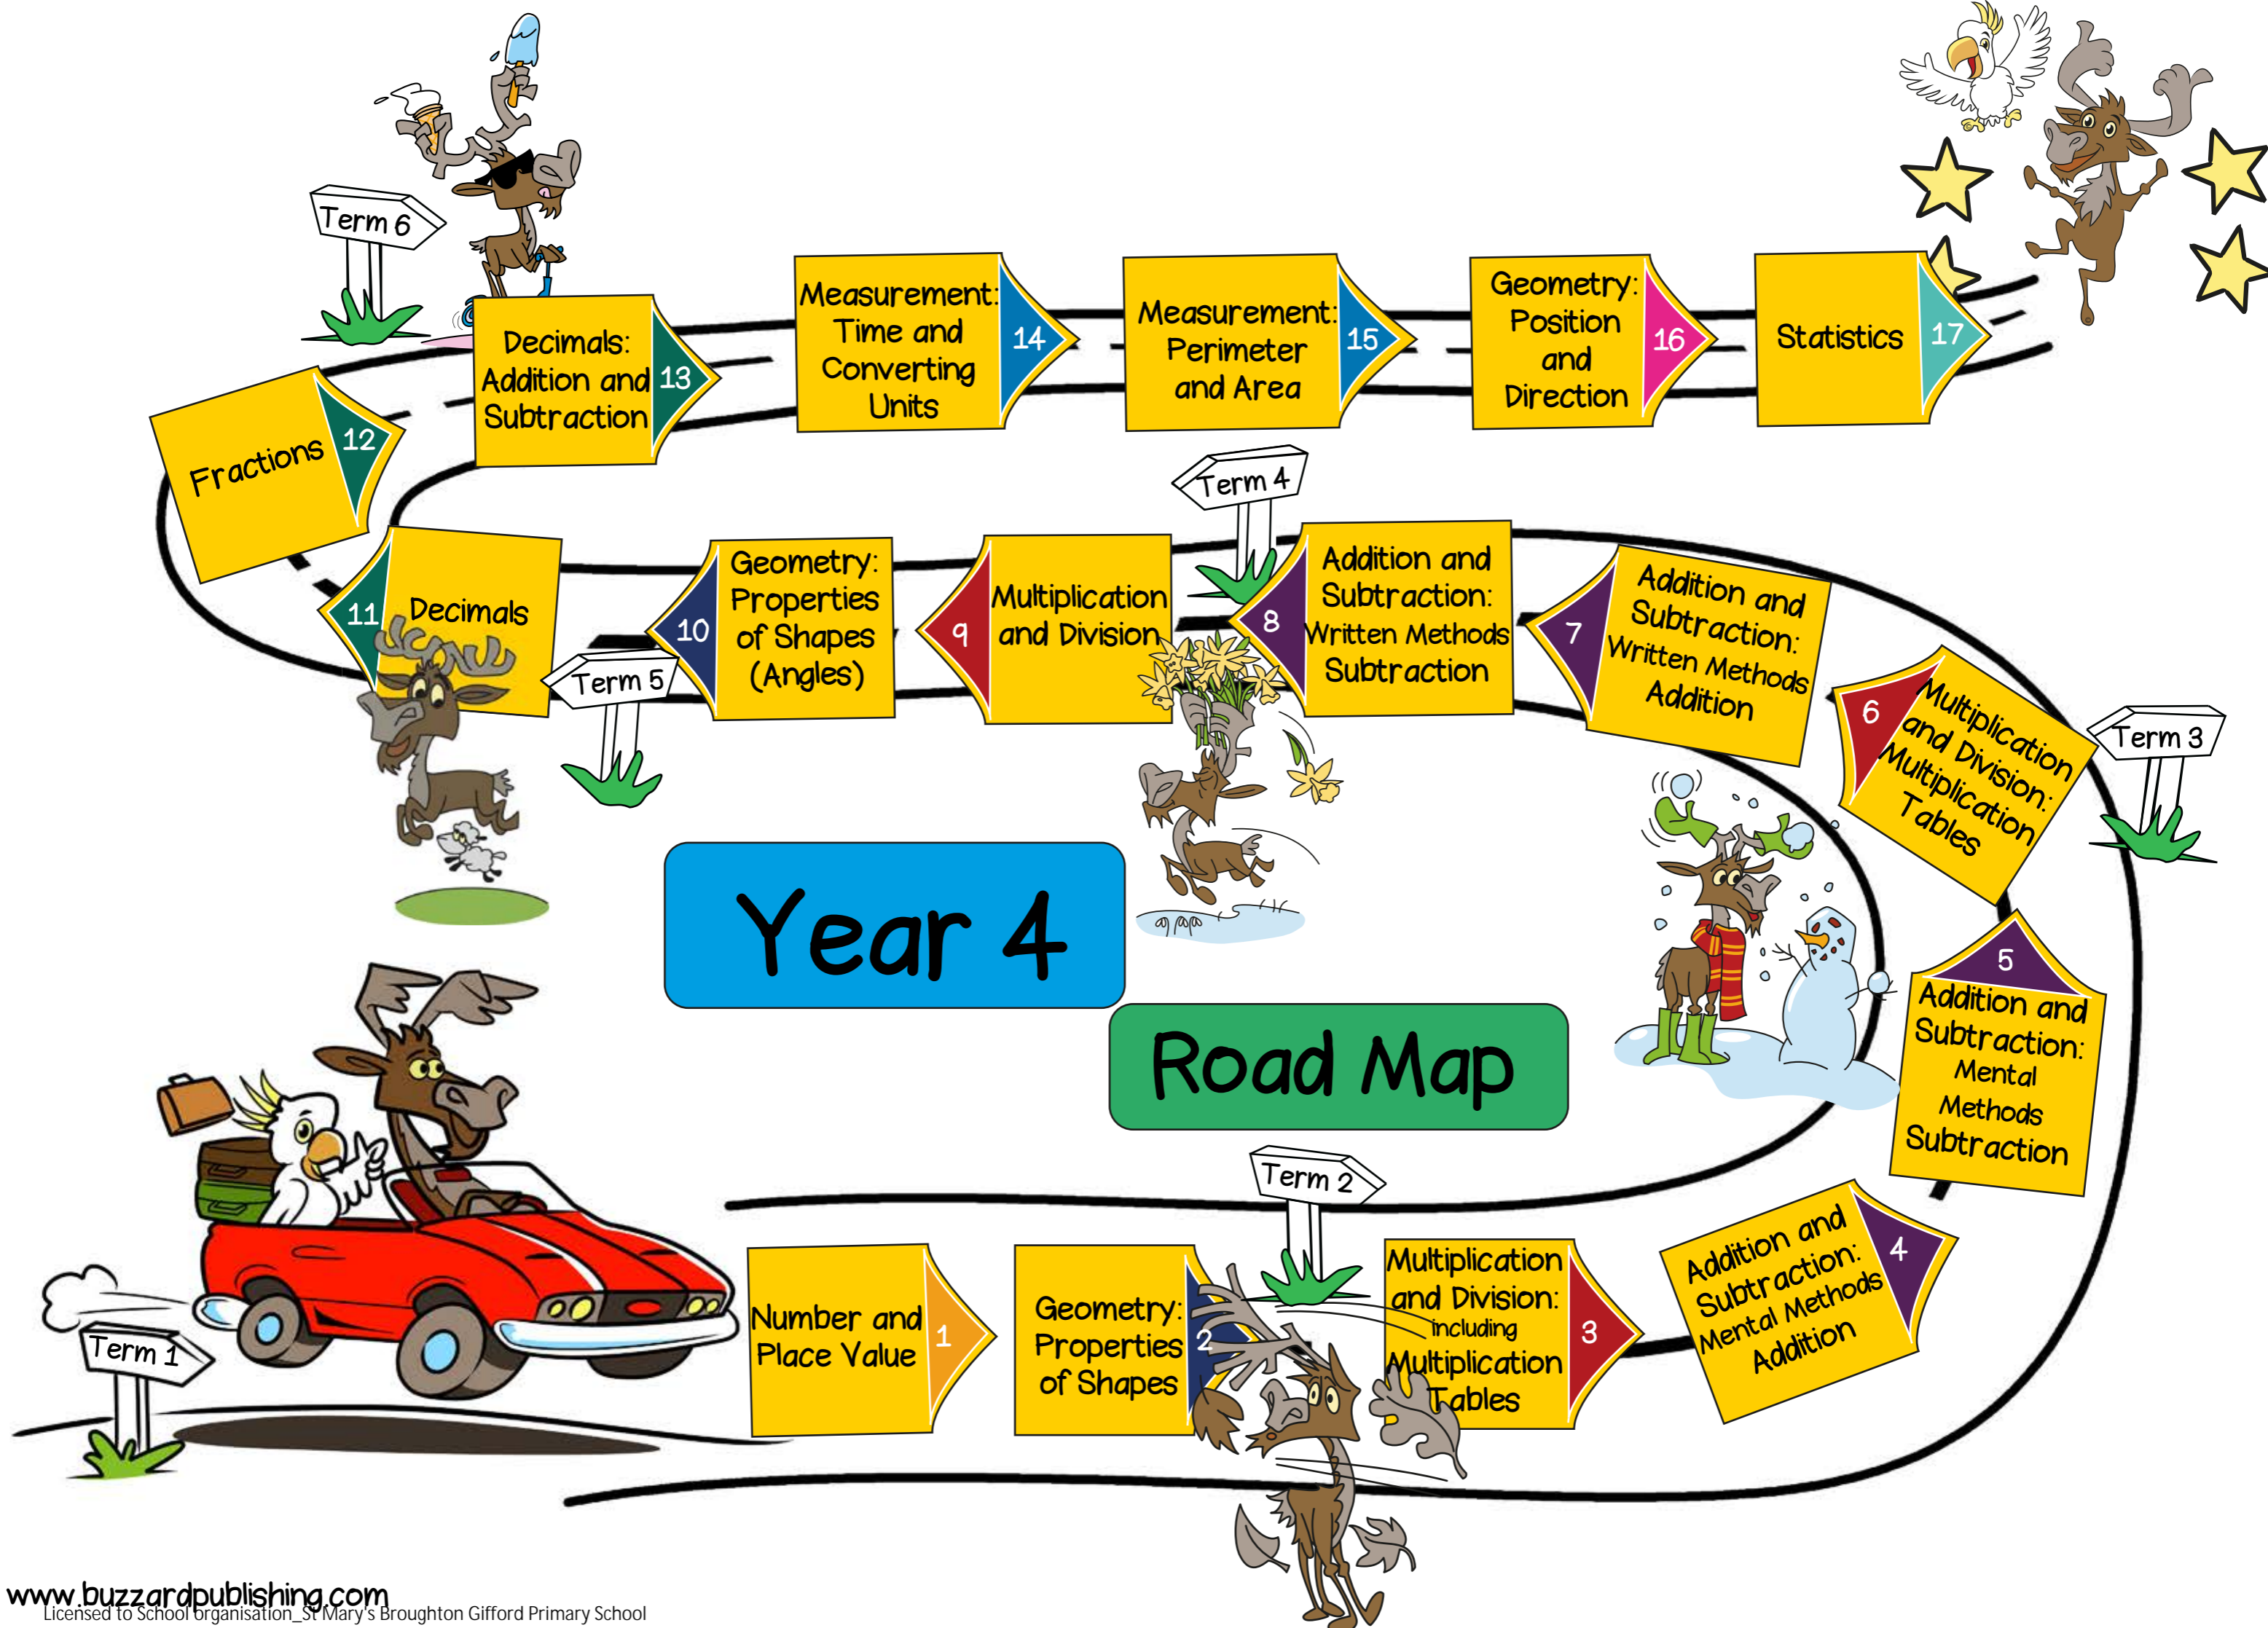 Term 1
Number and
Place Value
1
Geometry:
Properties
of Shapes
2
Term 2
Multiplication
and Division:
including
Multiplication
Tables
3
Addition and
Subtraction:
Mental Methods
Addition
4
Addition and
Subtraction:
Mental
Methods
Subtraction
5
Term 3
Multiplication
and Division:
Multiplication
Tables
6
Addition and
Subtraction:
Written Methods
Addition
7
Addition and
Subtraction:
Written Methods
Subtraction
8
Term 4
Multiplication
and Division
9
Geometry:
Properties
of Shapes
(Angles)
10
Term 5
Decimals
11
Fractions
12
Term 6
Decimals:
Addition and
Subtraction
13
Measurement:
Time and
Converting
Units
14
Measurement:
Perimeter
and Area
15
Geometry:
Position
and
Direction
16
Statistics
17
Year 4
Road Map
www.buzzardpublishing.com
Licensed to School organisation_St Mary's Broughton Gifford Primary School